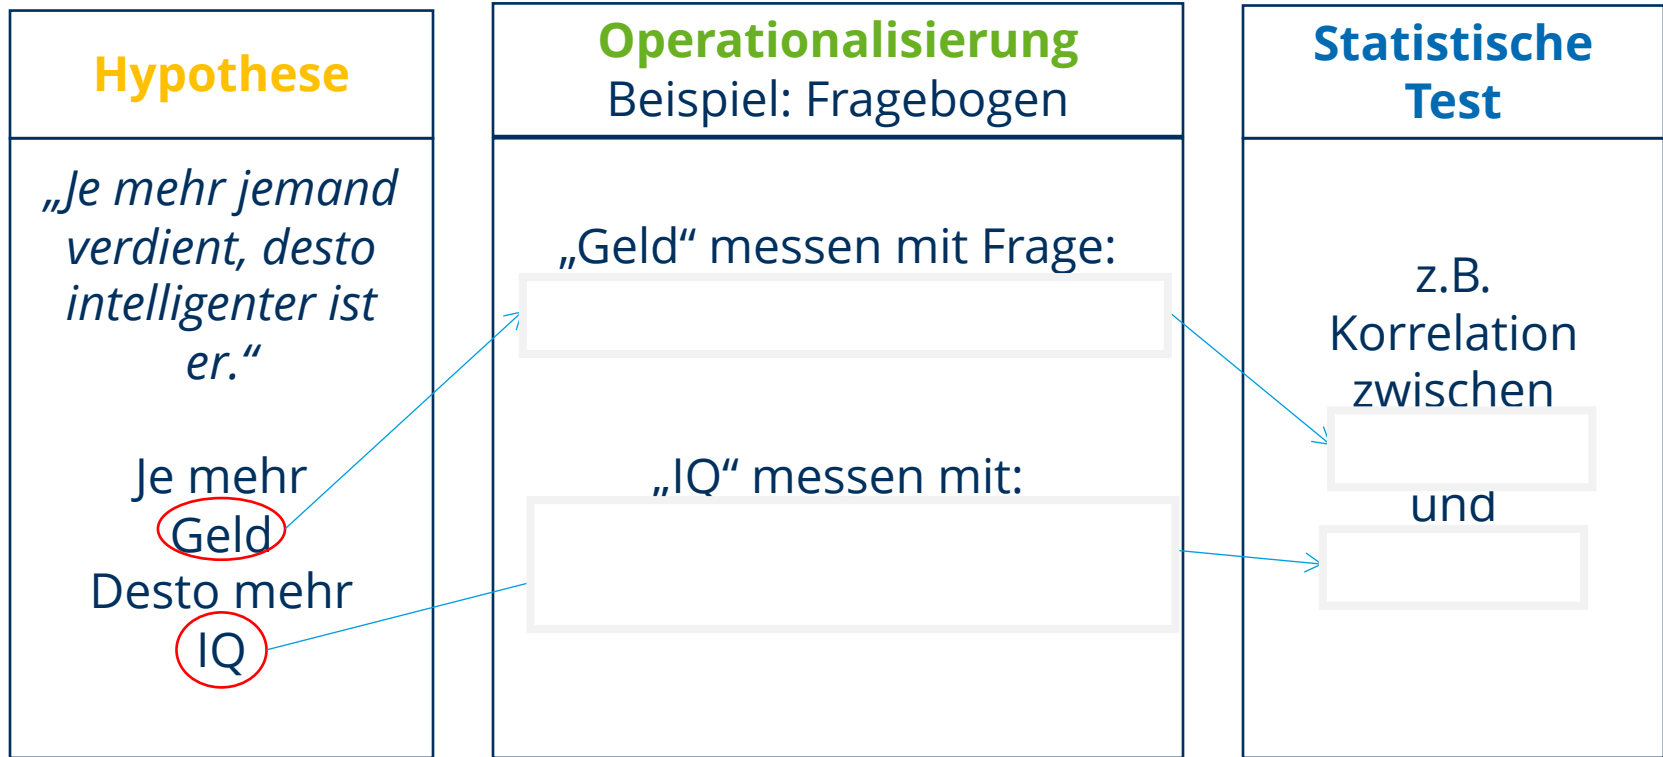 Hypothese
„Je mehr jemand
verdient, desto
intelligenter ist
er.“
Je mehr
Geld
Desto mehr
IQ
Operationalisierung
Beispiel: Fragebogen
„Geld“ messen mit Frage:
„IQ“ messen mit:
Statistische
Test
z.B.
Korrelation
zwischen
und